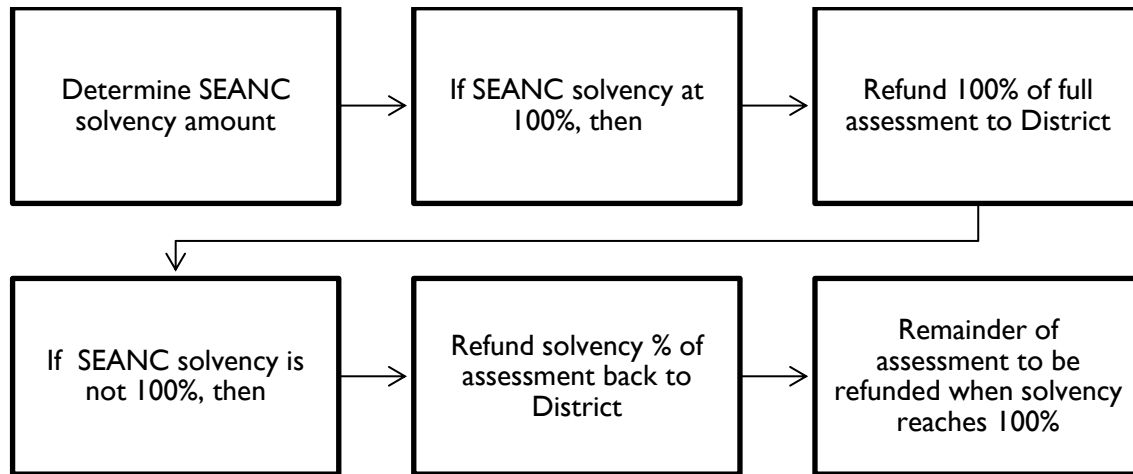 Determine SEANC
solvency amount
If SEANC solvency at
100%, then
Refund 100% of full
assessment to District
If SEANC solvency is
not 100%, then
Refund solvency % of
assessment back to
District
Remainder of
assessment to be
refunded when solvency
reaches 100%